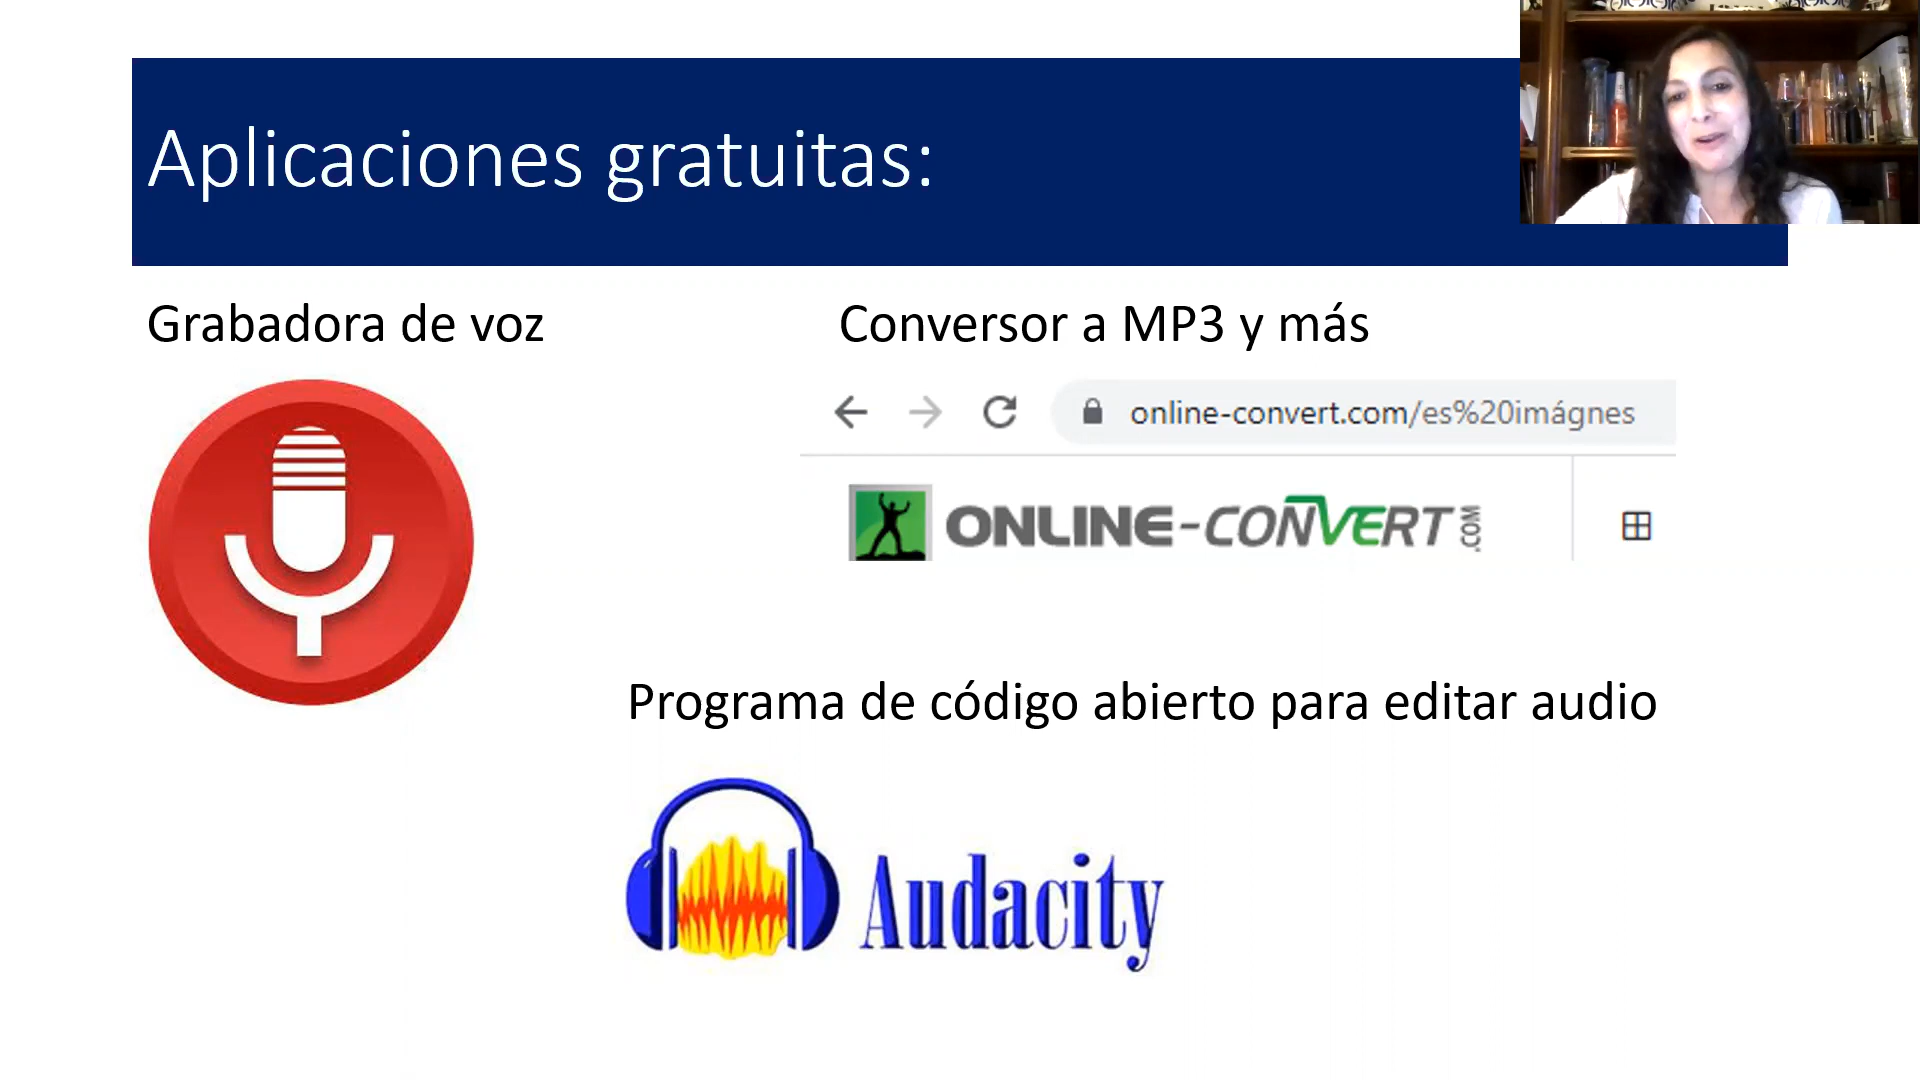 Aplicaciones gratuitas:
Grabadora de voz
Conversor a MP3 y más
online-convert.com/es%20imágnes
ONLINE-CONVERT.COM
Programa de código abierto para editar audio
Audacity